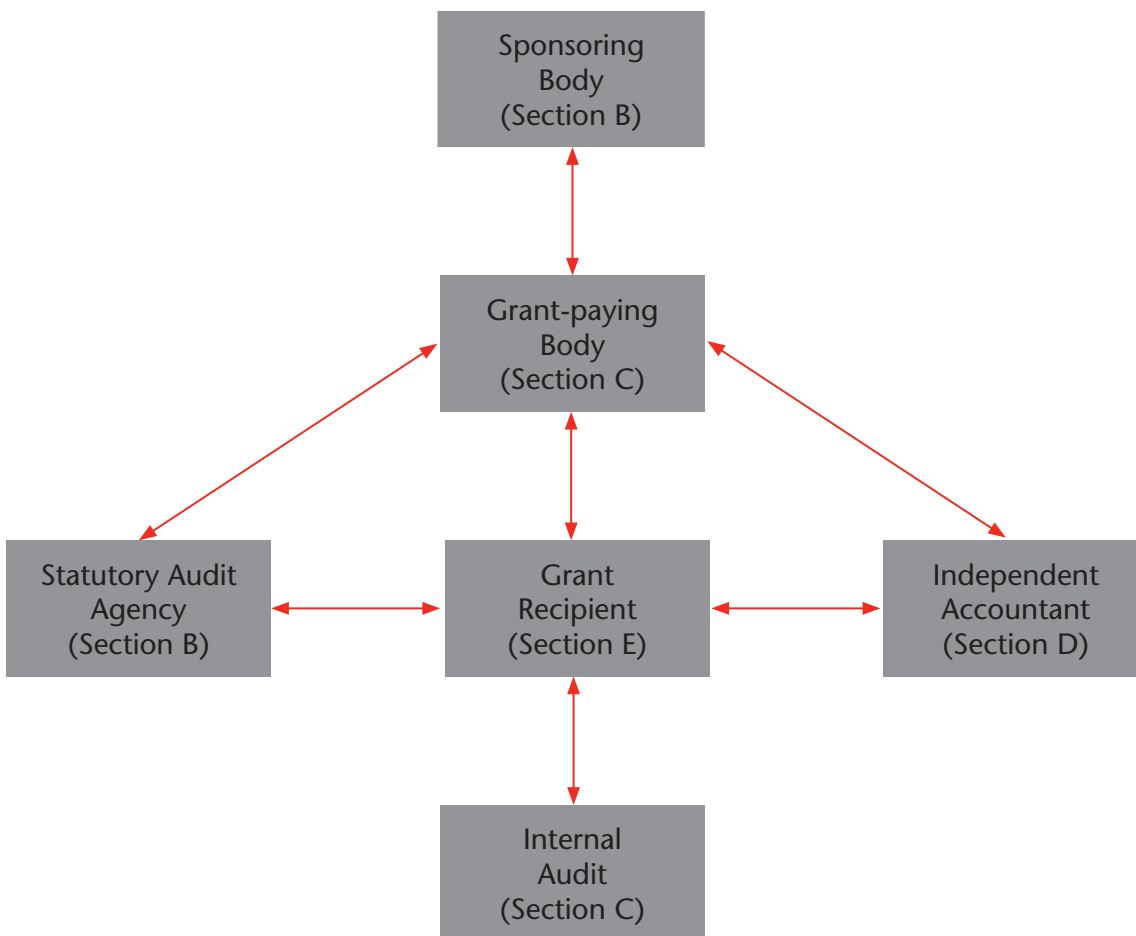 Sponsoring
Body
(Section B)
Grant-paying
Body
(Section C)
Statutory Audit
Agency
(Section B)
Grant
Recipient
(Section E)
Independent
Accountant
(Section D)
Internal
Audit
(Section C)